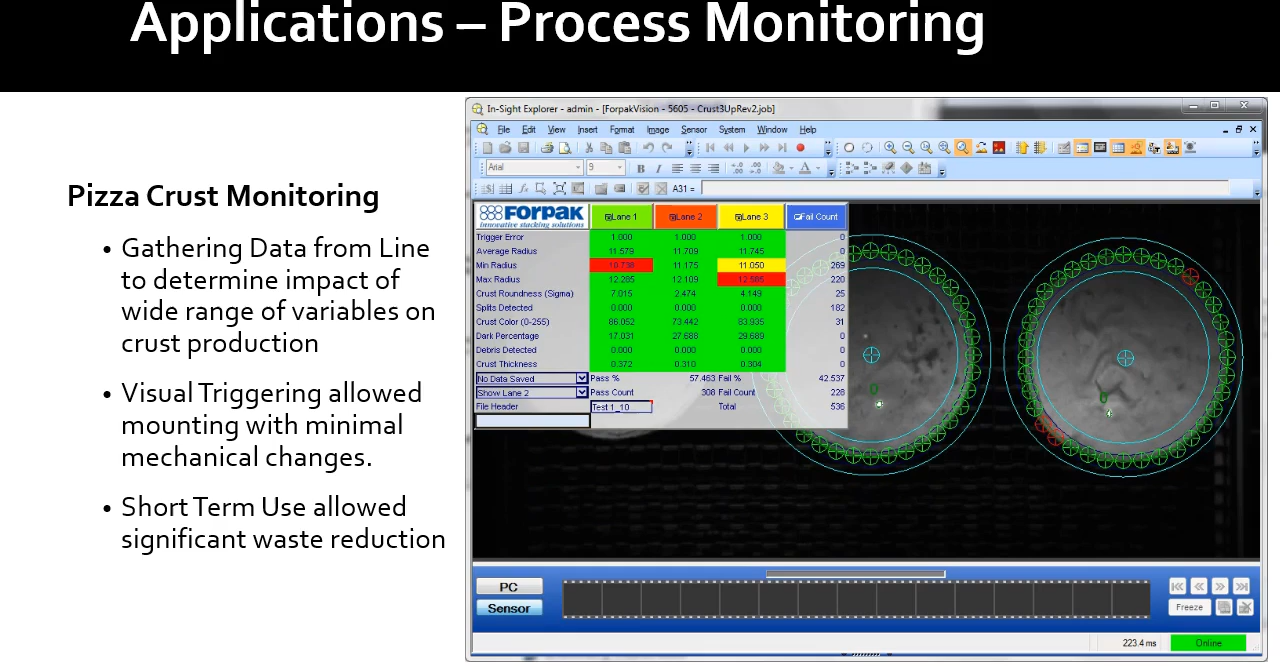 Applications – Process Monitoring
Pizza Crust Monitoring
• Gathering Data from Line
to determine impact of
wide range of variables on
crust production
• Visual Triggering allowed
mounting with minimal
mechanical changes.
• Short Term Use allowed
significant waste reduction
In-Sight Explorer - admin - [ForpakVision - 5605 - Crust3UpRev2.job]
File Edit View Insert Format Image Sensor System Window Help
Arial 9 B I A
A31 =
FORPAK Lane 1 Lane 2 Lane 3 Fail Count
innovative stacking solutions
Trigger Error 1.000 1.000 1.000 0
Average Radius 11.579 11.709 11.745 0
Min Radius 10.738 11.175 11.050 269
Max Radius 12.285 12.109 12.585 220
Crust Roundness (Sigma) 7.015 2.474 4.149 25
Splits Detected 0.000 0.000 0.000 182
Crust Color (0-255) 86.052 73.442 83.935 31
Dark Percentage 17.031 27.688 29.689 0
Debris Detected 0.000 0.000 0.000 0
Crust Thickness 0.372 0.310 0.304 0
No Data Saved Pass % 57.463 Fail % 42.537
Show Lane 2 Pass Count 308 Fail Count 228
File Header Test 1_10 Total 536
PC
Sensor
Freeze
223.4 ms Online